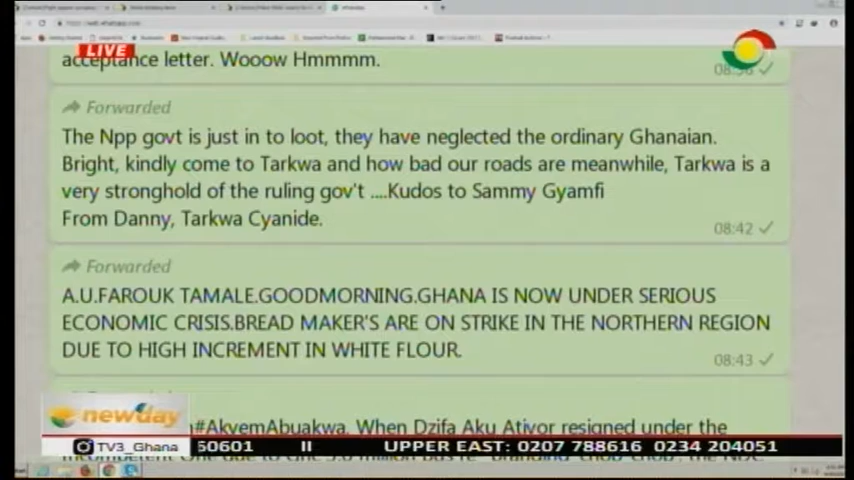 LIVE
acceptance letter. Wooow Hmmmm.
Forwarded
The Npp govt is just in to loot, they have neglected the ordinary Ghanaian.
Bright, kindly come to Tarkwa and how bad our roads are meanwhile, Tarkwa is a
very stronghold of the ruling gov't ....Kudos to Sammy Gyamfi
From Danny, Tarkwa Cyanide.
08:42
Forwarded
A.U.FAROUK TAMALE.GOODMORNING.GHANA IS NOW UNDER SERIOUS
ECONOMIC CRISIS.BREAD MAKER'S ARE ON STRIKE IN THE NORTHERN REGION
DUE TO HIGH INCREMENT IN WHITE FLOUR.
08:43
#AkyemAbuakwa. When Dzifa Aku Ativor resigned under the
newday
TV3_Ghana
50601 II UPPER EAST: 0207 788616 0234 204051